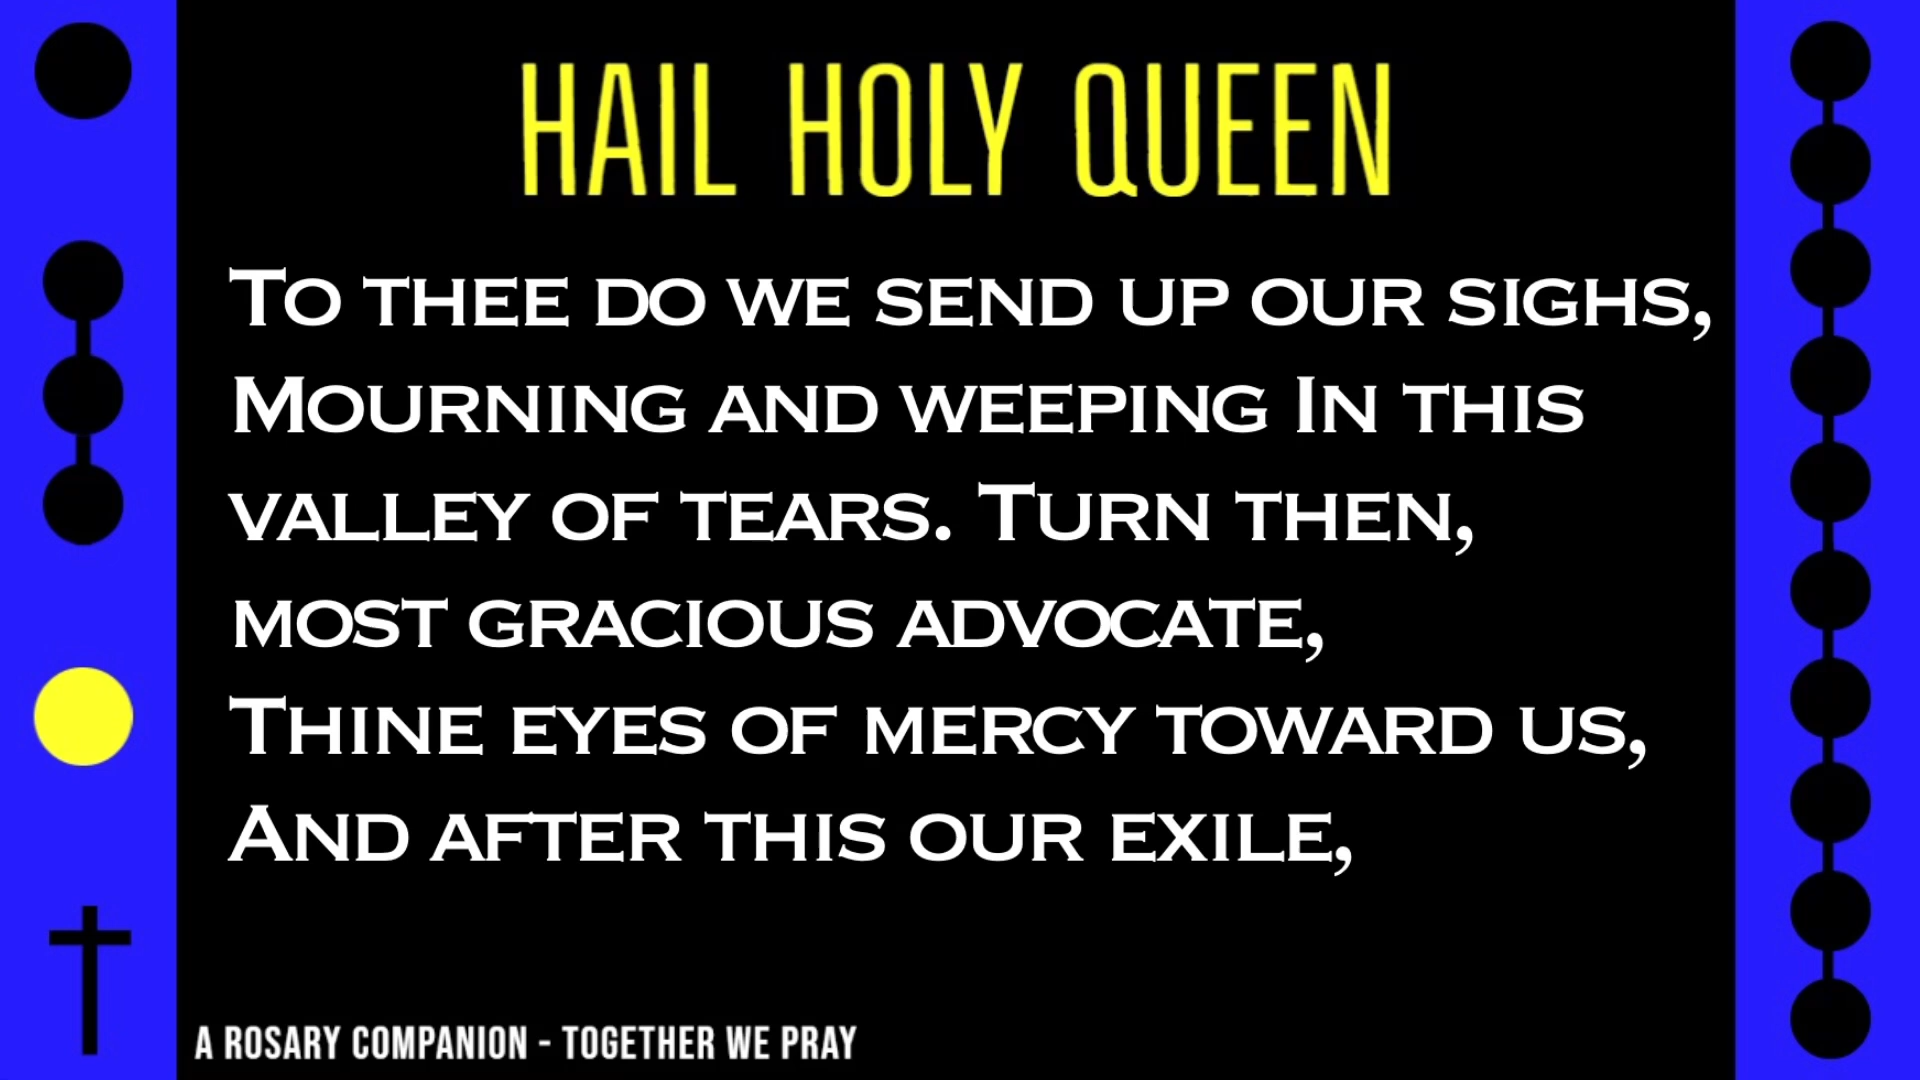 HAIL HOLY QUEEN
To thee do we send up our sighs,
Mourning and weeping In this
valley of tears. Turn then,
most gracious advocate,
Thine eyes of mercy toward us,
And after this our exile,
A ROSARY COMPANION - TOGETHER WE PRAY